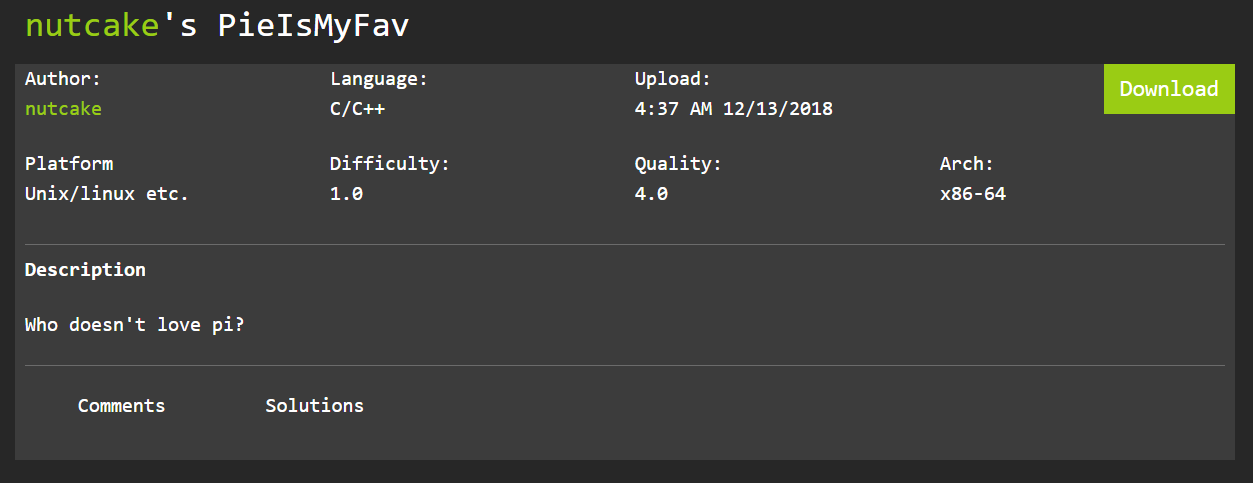 nutcake's PieIsMyFav
Author: Language: Upload: Download
nutcake C/C++ 4:37 AM 12/13/2018
Platform Difficulty: Quality: Arch:
Unix/linux etc. 1.0 4.0 x86-64
Description
Who doesn't love pi?
Comments Solutions